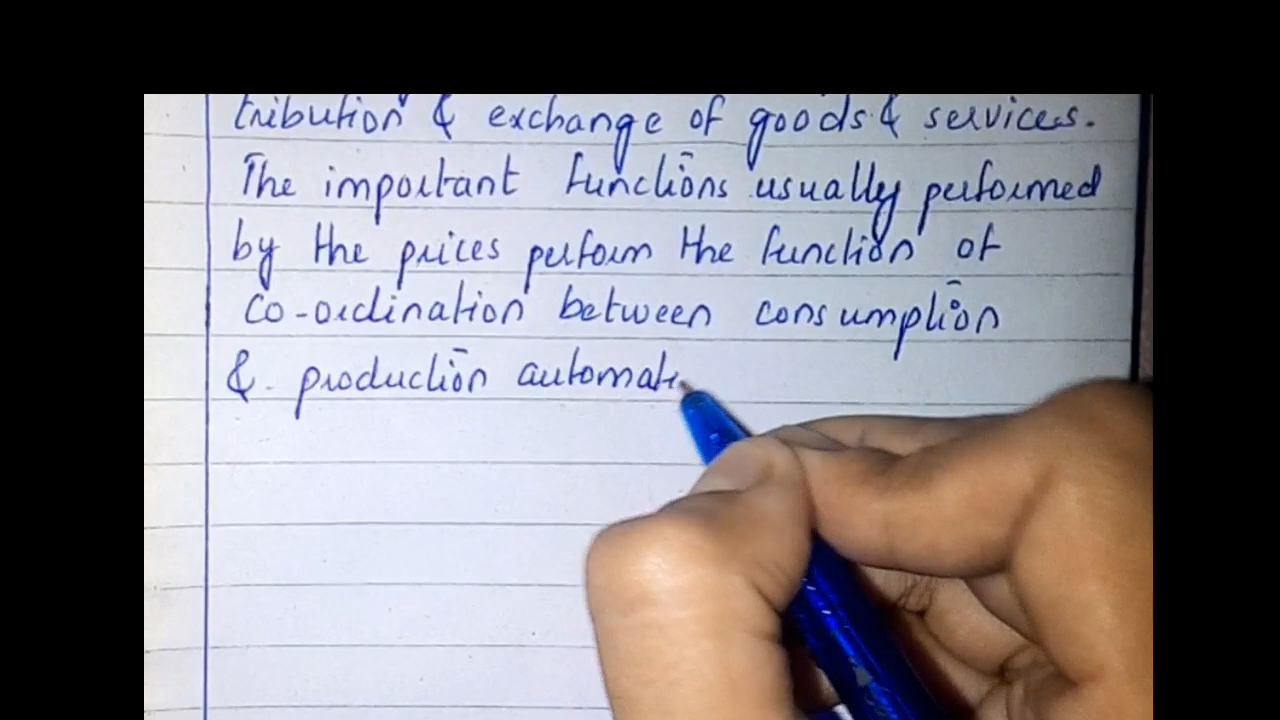 tribution & exchange of goods & services.
The important functions usually performed
by the prices perform the function of
co-ordination between consumption
& production automati